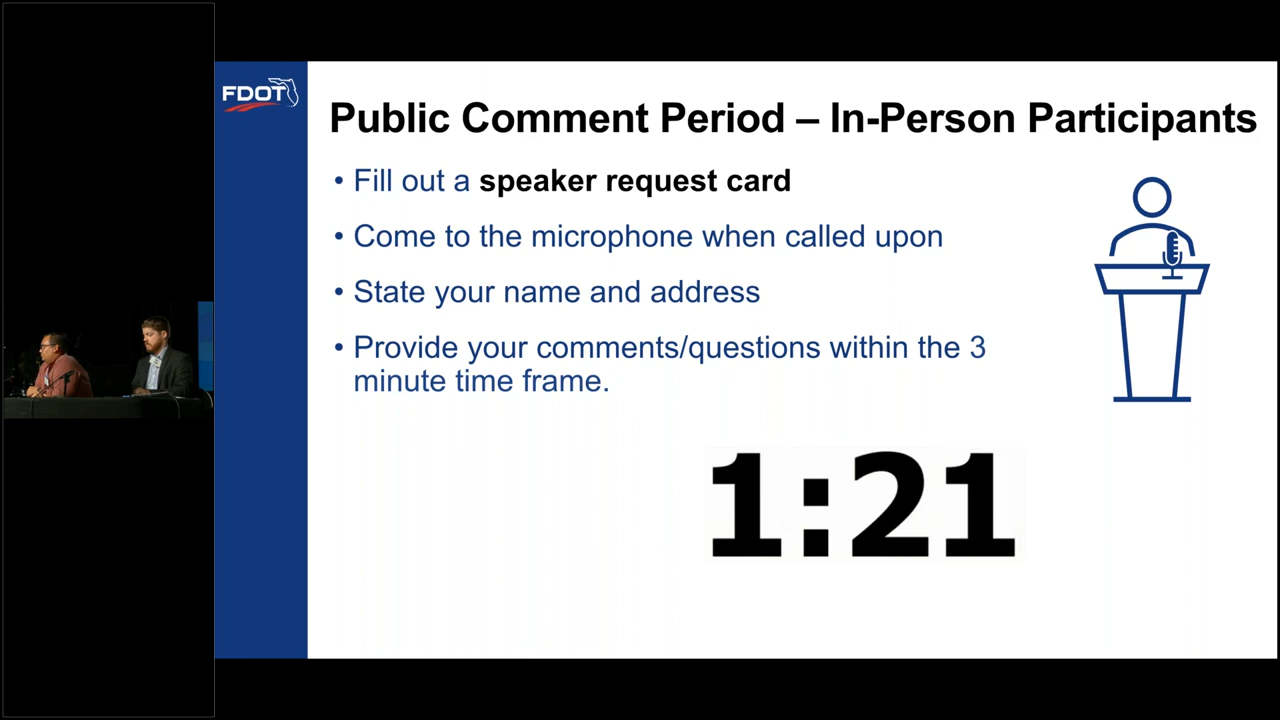 FDOT
Public Comment Period – In-Person Participants
• Fill out a speaker request card
• Come to the microphone when called upon
• State your name and address
• Provide your comments/questions within the 3
minute time frame.
1:21